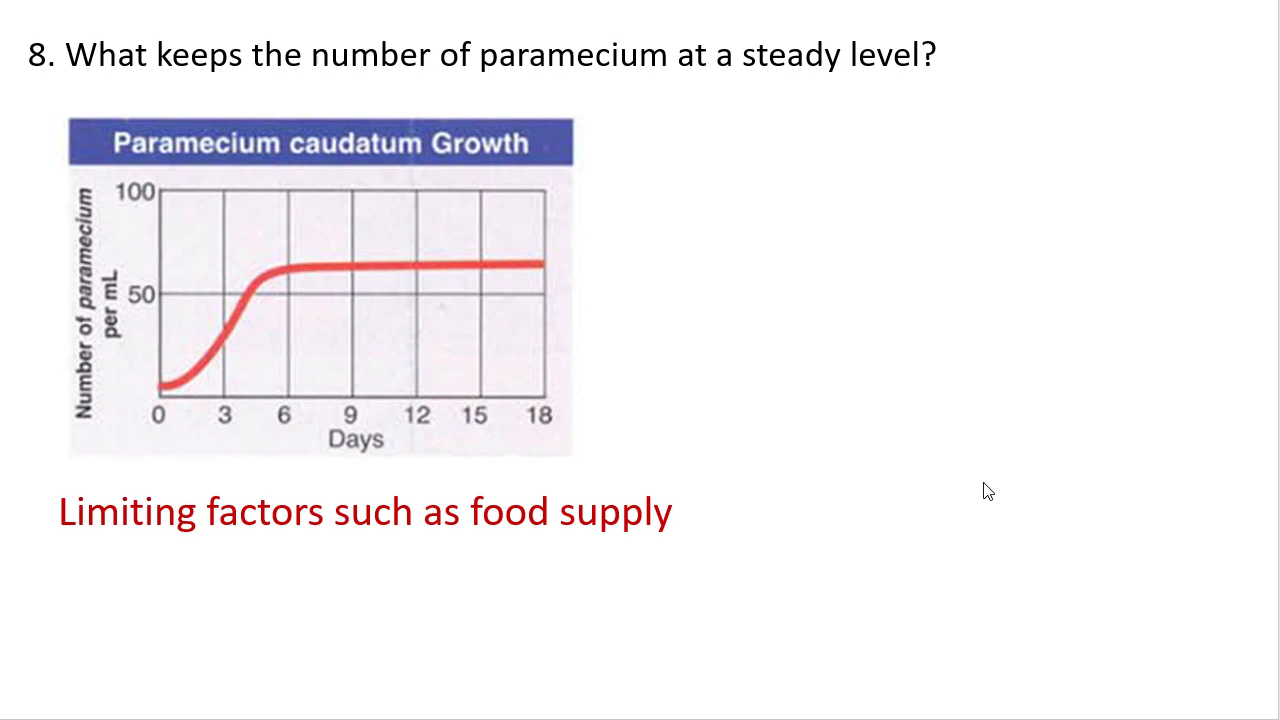 8. What keeps the number of paramecium at a steady level?
Paramecium caudatum Growth
Number of paramecium
per mL
100
50
0 3 6 9 12 15 18
Days
Limiting factors such as food supply